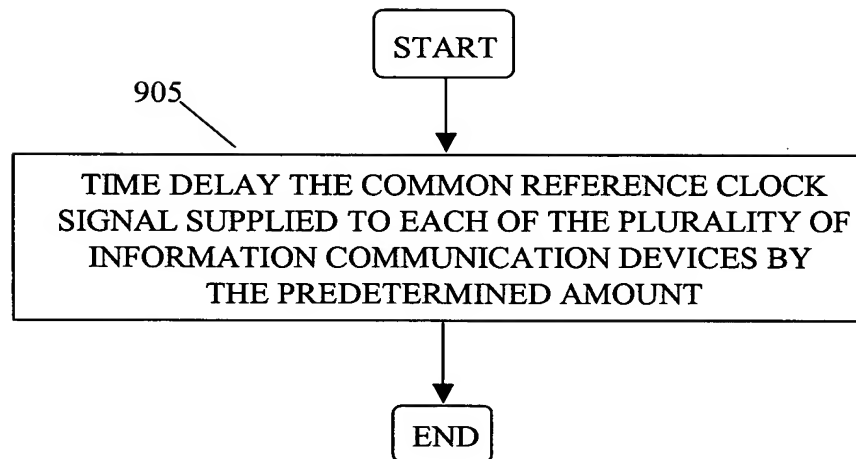 START
905
TIME DELAY THE COMMON REFERENCE CLOCK
SIGNAL SUPPLIED TO EACH OF THE PLURALITY OF
INFORMATION COMMUNICATION DEVICES BY
THE PREDETERMINED AMOUNT
END